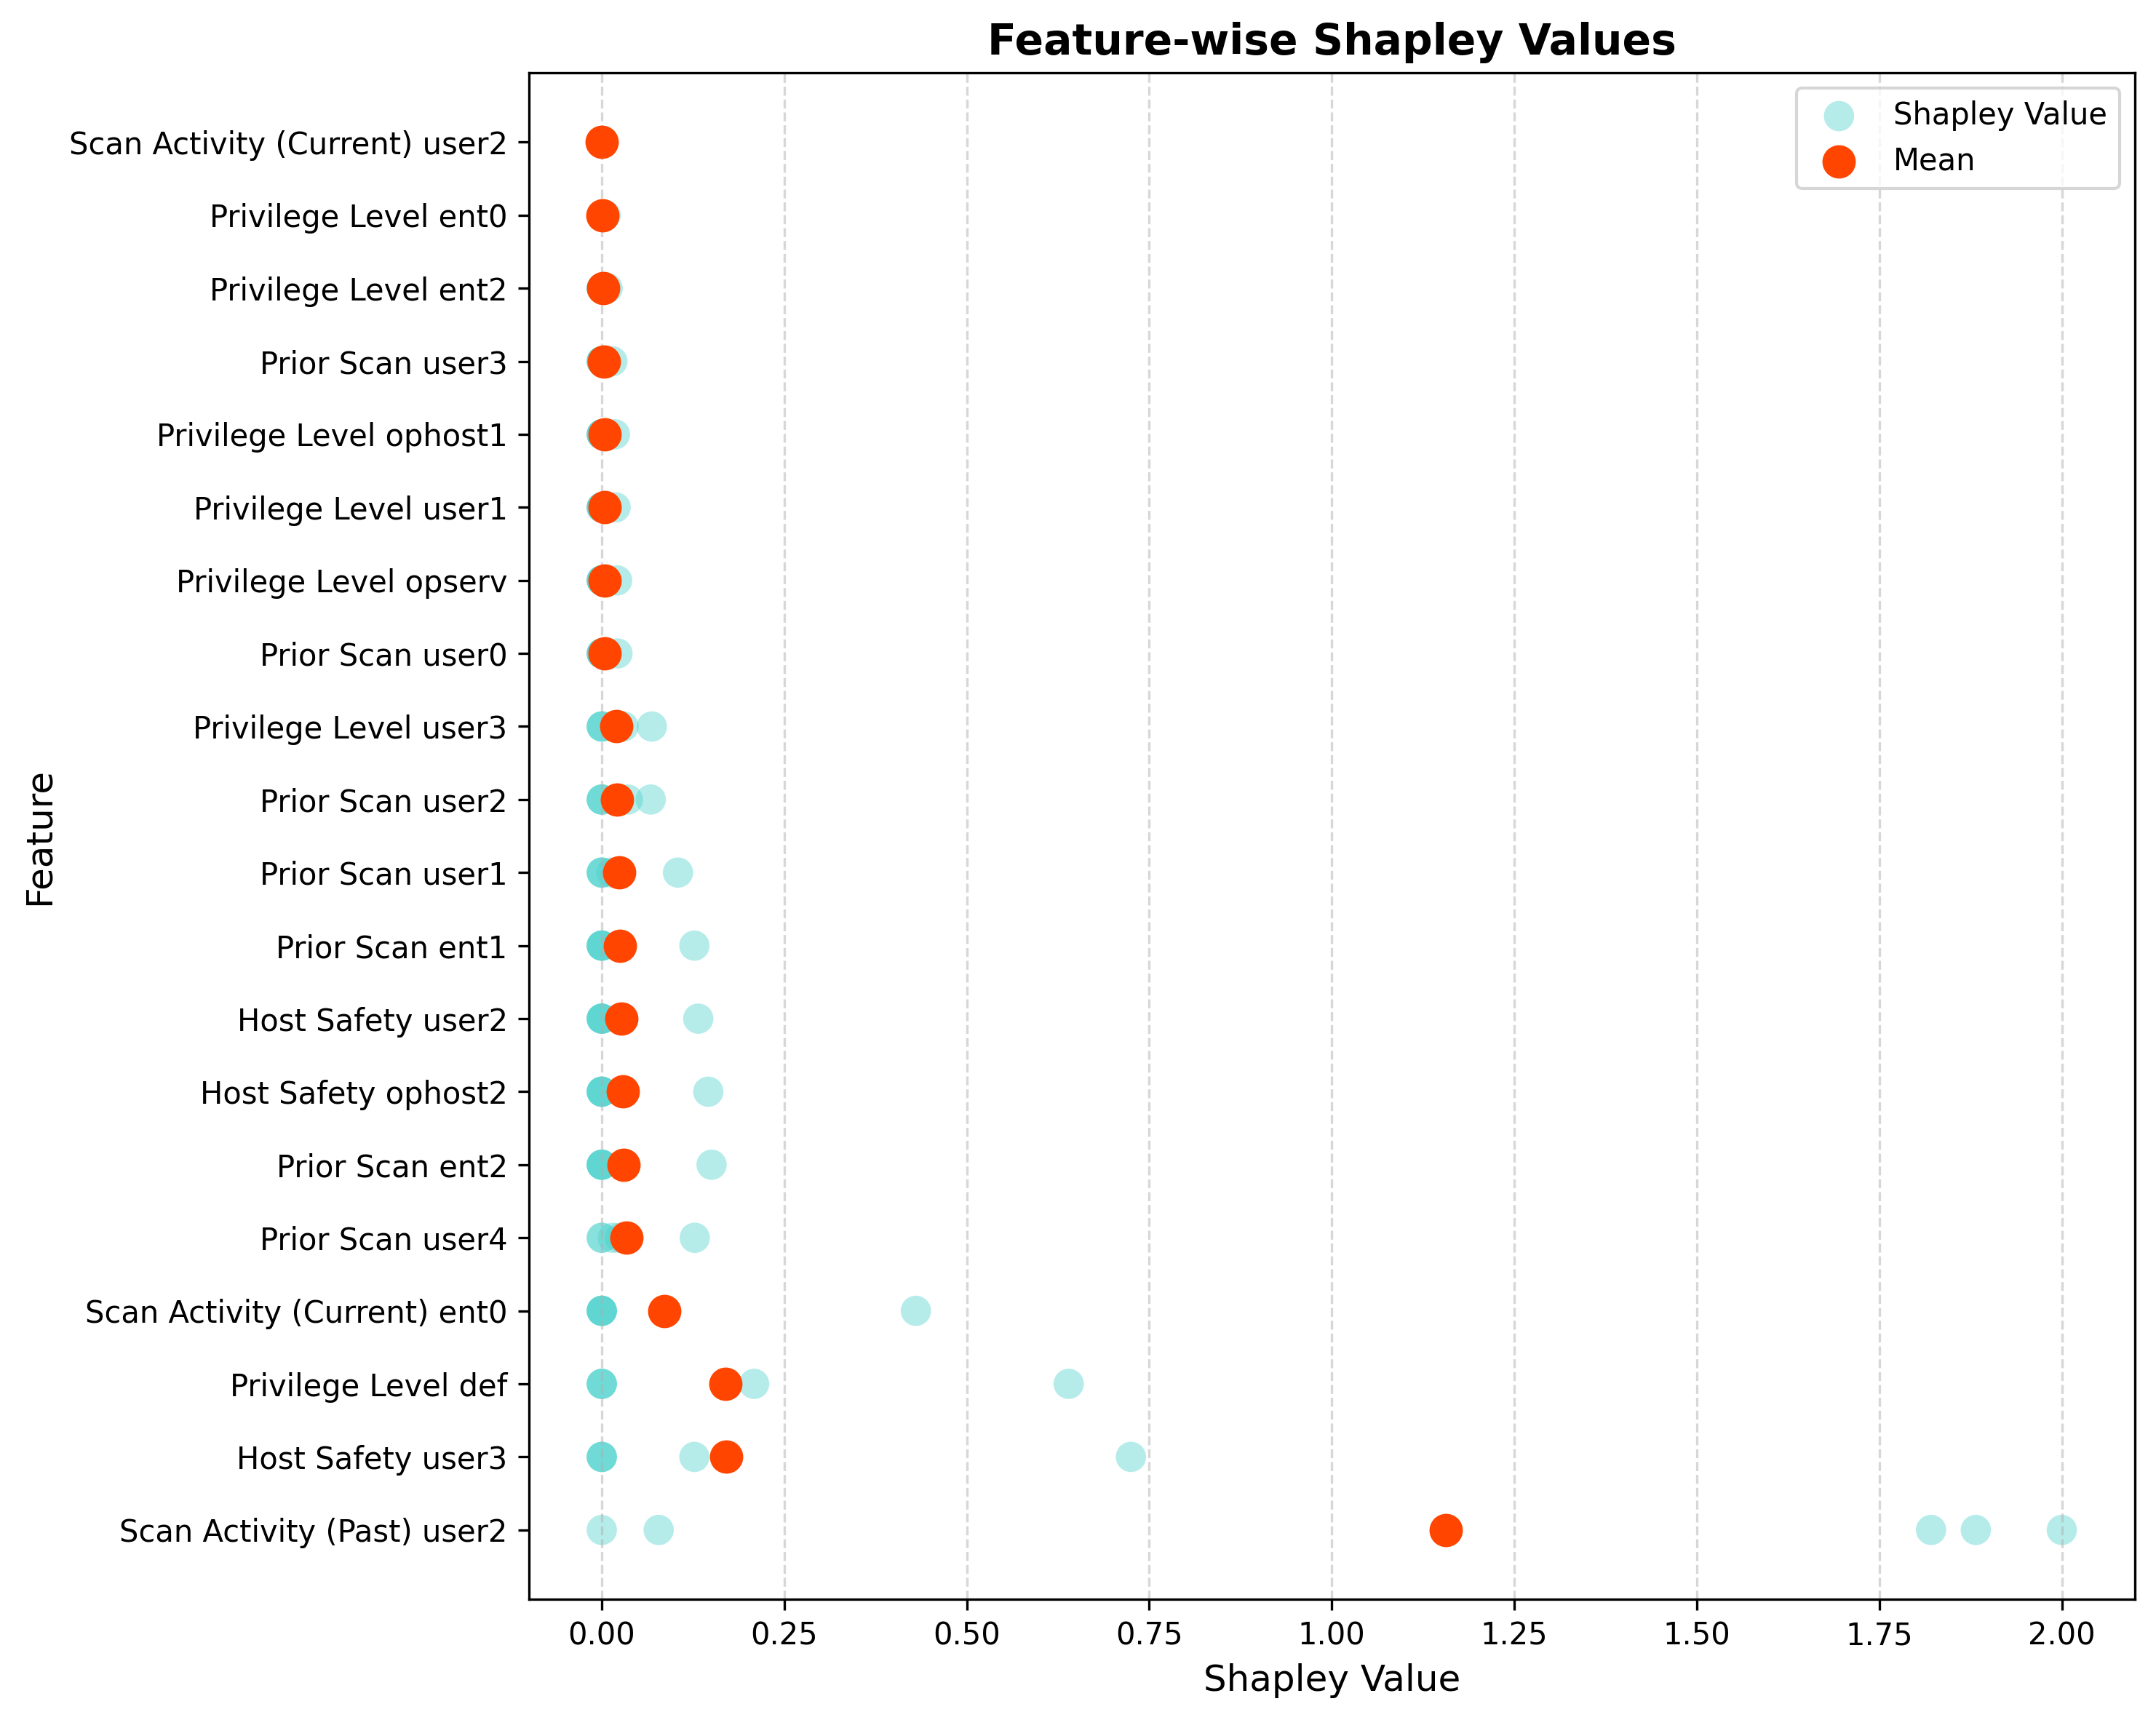 Feature-wise Shapley Values
Shapley Value
Mean
Feature
Scan Activity (Current) user2
Privilege Level ent0
Privilege Level ent2
Prior Scan user3
Privilege Level ophost1
Privilege Level user1
Privilege Level opserv
Prior Scan user0
Privilege Level user3
Prior Scan user2
Prior Scan user1
Prior Scan ent1
Host Safety user2
Host Safety ophost2
Prior Scan ent2
Prior Scan user4
Scan Activity (Current) ent0
Privilege Level def
Host Safety user3
Scan Activity (Past) user2
0.00 0.25 0.50 0.75 1.00 1.25 1.50 1.75 2.00
Shapley Value